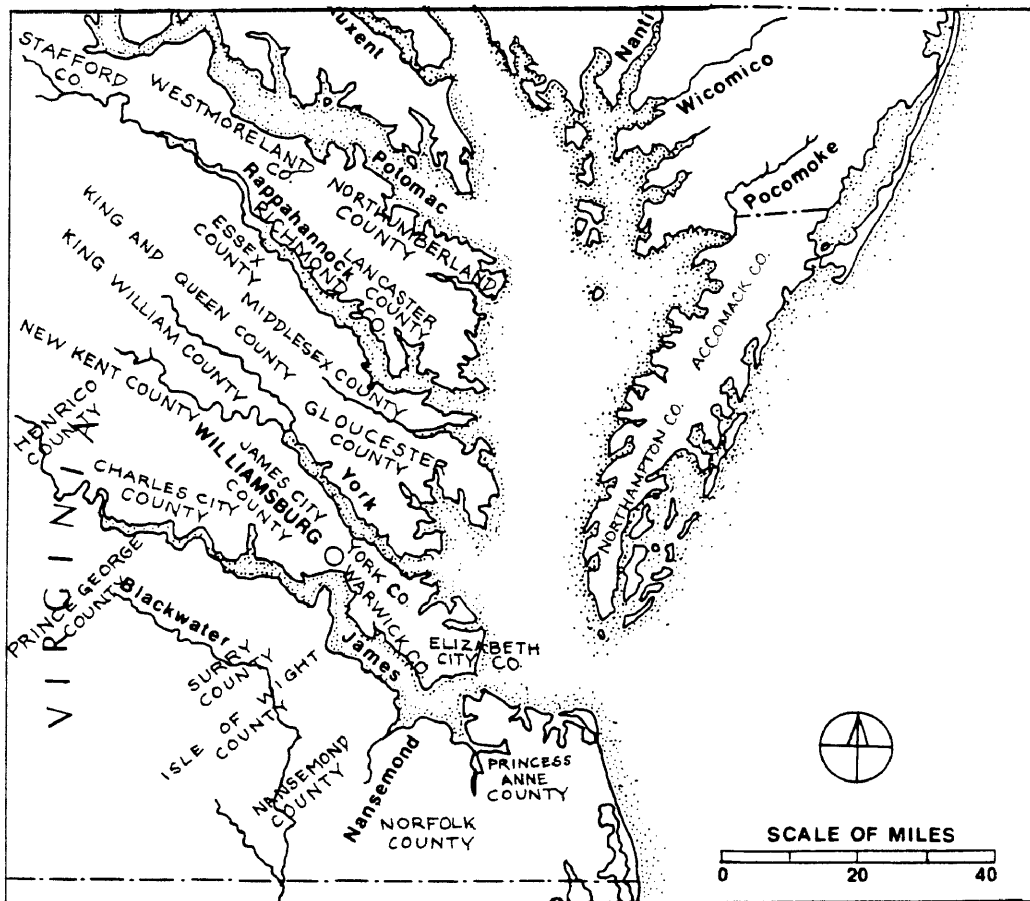 uxent
Nanti
Wicomico
Pocomoke
STAFFORD
CO
WESTMORELAND
CO.
Potomac
NORTHUMBERLAND
COUNTY
Rappahannock
RICHMOND CO.
LANCASTER
COUNTY
ESSEX
COUNTY
KING AND QUEEN COUNTY
MIDDLESEX COUNTY
KING WILLIAM COUNTY
NEW KENT COUNTY
GLOUCESTER
COUNTY
York
HENRICO
COUNTY
JAMES CITY
COUNTY
WILLIAMSBURG
CHARLES CITY
COUNTY
YORK CO.
WARWICK CO.
ELIZABETH
CITY CO.
ACCOMACK CO.
NORTHAMPTON CO.
VIRGINIA
PRINCE GEORGE
COUNTY
Blackwater
SURRY
COUNTY
James
ISLE OF WIGHT
COUNTY
NANSEMOND
COUNTY
Nansemond
NORFOLK
COUNTY
PRINCESS
ANNE
COUNTY
SCALE OF MILES
0 20 40